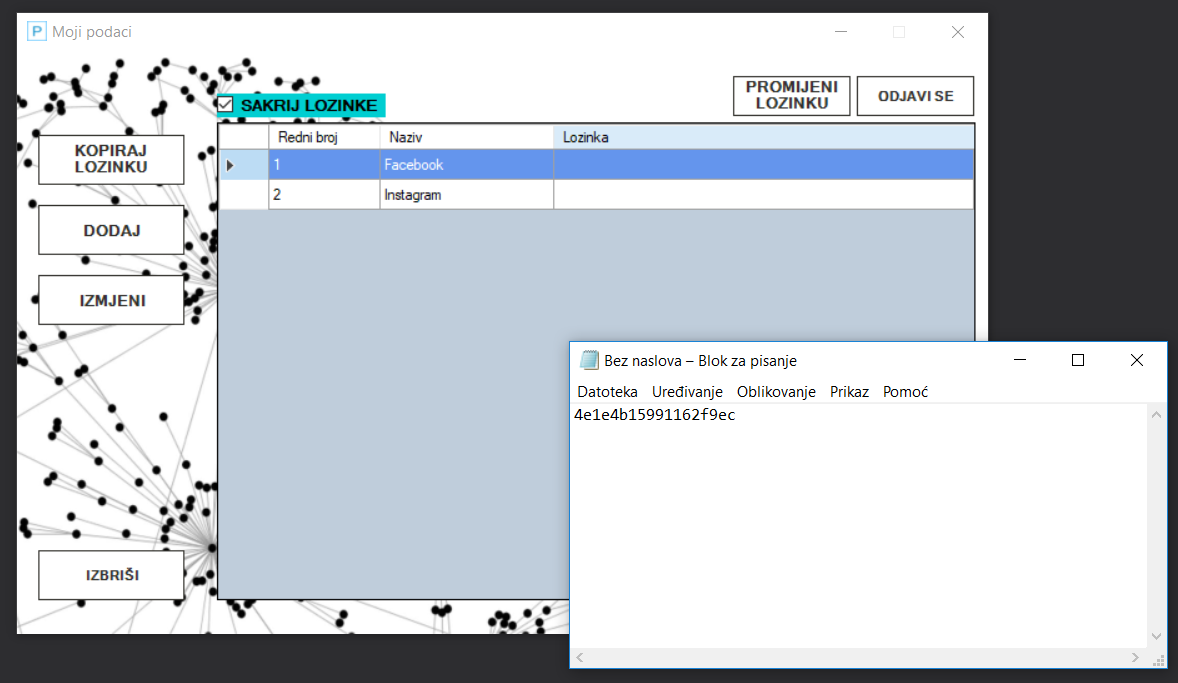 P Moji podaci
SAKRIJ LOZINKE
PROMIJENI
LOZINKU
ODJAVI SE
KOPIRAJ
LOZINKU
DODAJ
IZMJENI
IZBRIŠI
Redni broj Naziv Lozinka
1 Facebook
2 Instagram
Bez naslova – Blok za pisanje
Datoteka Uređivanje Oblikovanje Prikaz Pomoć
4e1e4b15991162f9ec